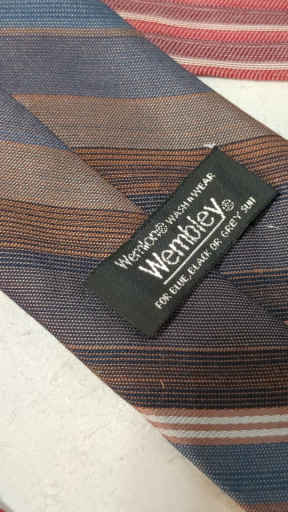 Wemlon WASH n WEAR
Wembley
FOR BLUE, BLACK OR GREY SUIT